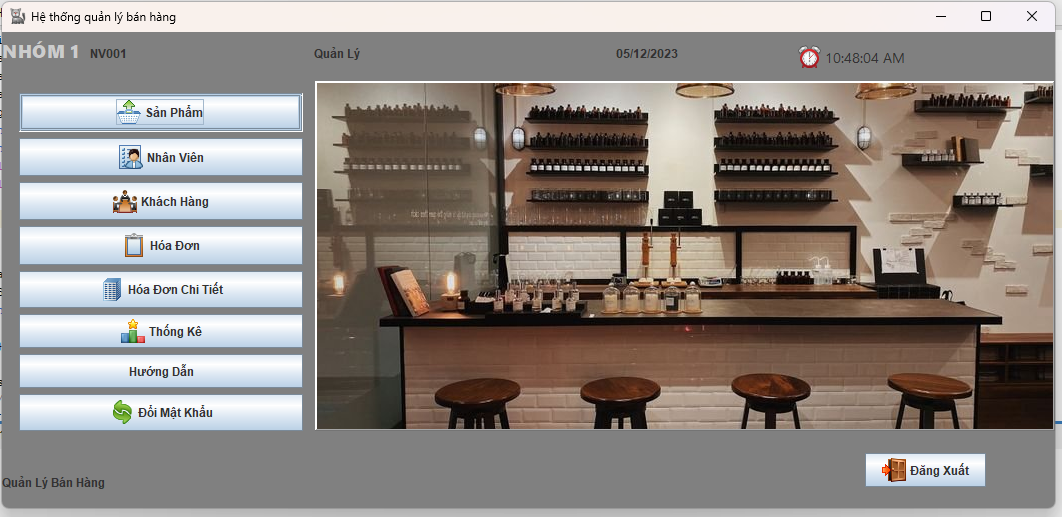 Hệ thống quản lý bán hàng
NHÓM 1 NV001 Quản Lý 05/12/2023 10:48:04 AM
Sản Phẩm
Nhân Viên
Khách Hàng
Hóa Đơn
Hóa Đơn Chi Tiết
Thống Kê
Hướng Dẫn
Đổi Mật Khẩu
Đăng Xuất
Quản Lý Bán Hàng